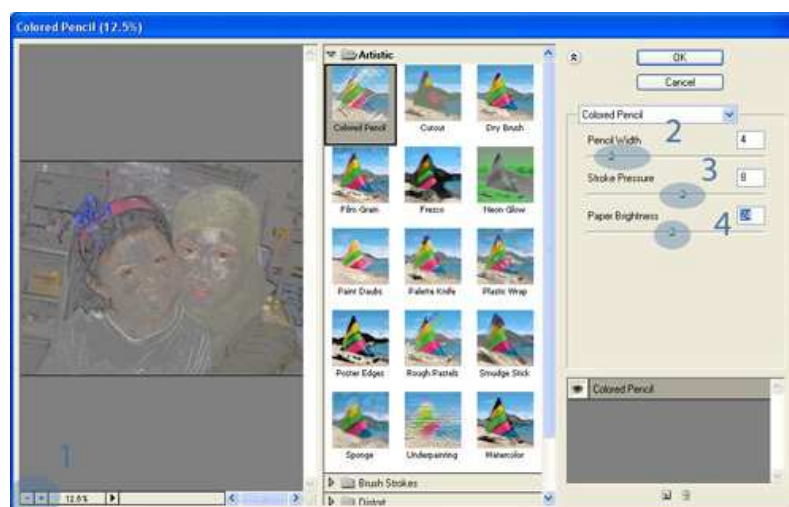 Colored Pencil (12.5%)
Artistic
Colored Pencil
Cutout
Dry Brush
Film Grain
Fresco
Neon Glow
Paint Daubs
Palette Knife
Plastic Wrap
Poster Edges
Rough Pastels
Smudge Stick
Sponge
Underpainting
Watercolor
Brush Strokes
Distort
1
12.5%
OK
Cancel
Colored Pencil
2
Pencil Width
4
3
Stroke Pressure
8
Paper Brightness
4
Colored Pencil